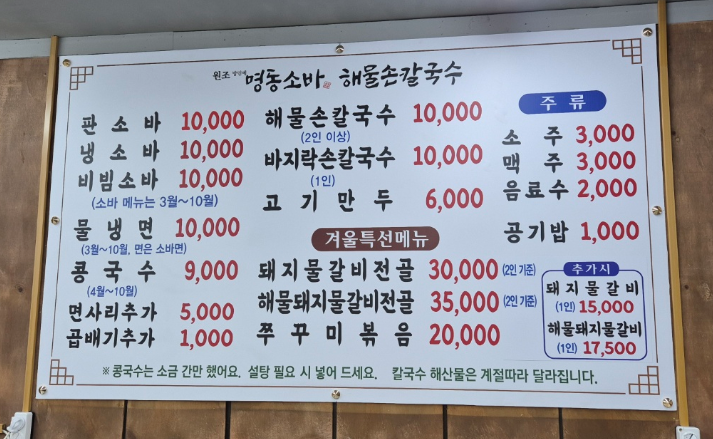 원조 명동소바 해물손칼국수
판소바 10,000
냉소바 10,000
비빔소바 10,000
(소바 메뉴는 3월~10월)
물냉면 10,000
(3월~10월, 면은 소바면)
콩국수 9,000
(4월~10월)
면사리추가 5,000
곱배기추가 1,000
해물손칼국수 10,000
(2인 이상)
바지락손칼국수 10,000
(1인)
고기만두 6,000
겨울특선메뉴
돼지물갈비전골 30,000 (2인 기준)
해물돼지물갈비전골 35,000 (2인 기준)
쭈꾸미볶음 20,000
주류
소주 3,000
맥주 3,000
음료수 2,000
공기밥 1,000
추가시
돼지물갈비
(1인) 15,000
해물돼지물갈비
(1인) 17,500
※ 콩국수는 소금 간만 했어요. 설탕 필요 시 넣어 드세요. 칼국수 해산물은 계절따라 달라집니다.